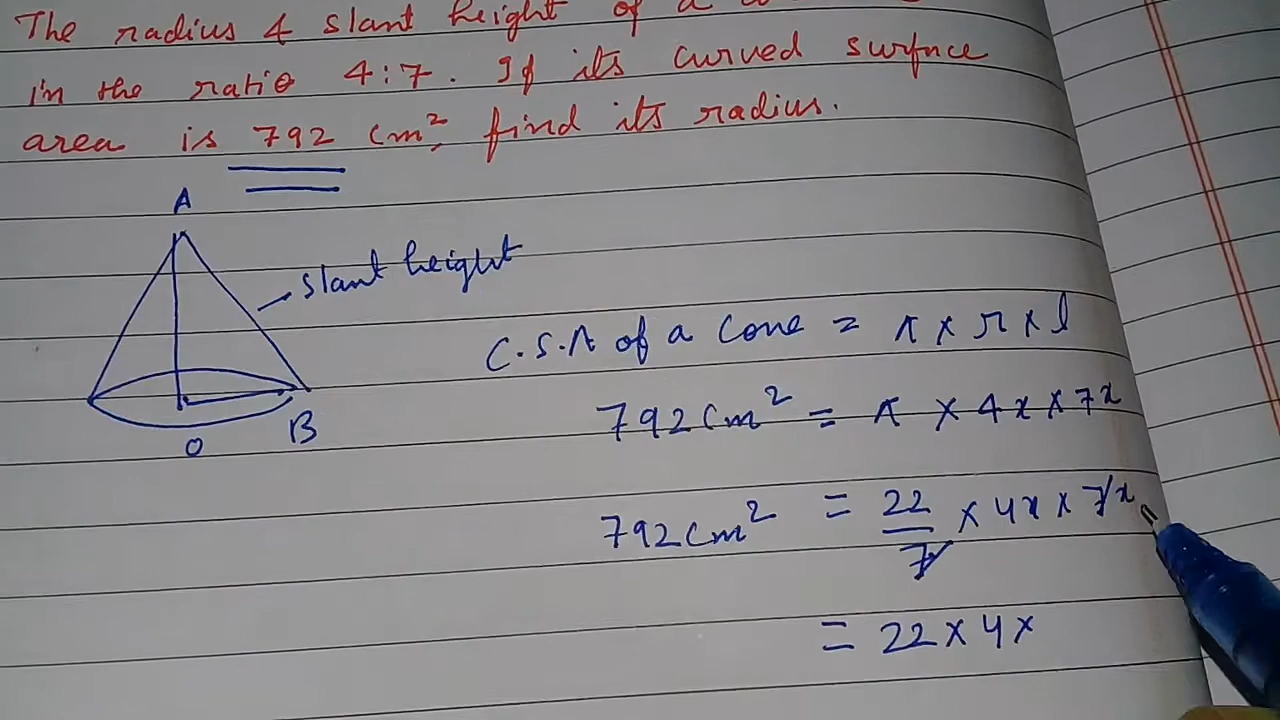 The radius & slant height of a
in the ratio 4:7. If its curved surface
area is 792 cm², find its radius.
A
slant height
C.S.A of a cone = π × r × l
792 cm² = π × 4x × 7x
O
B
792 cm² = 22/7 × 4x × 7x
= 22 × 4x